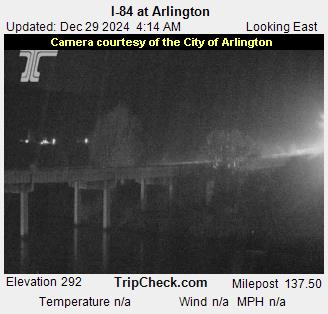 I-84 at Arlington
Updated: Dec 29 2024 4:14 AM Looking East
Camera courtesy of the City of Arlington
Elevation 292 TripCheck.com Milepost 137.50
Temperature n/a Wind n/a MPH n/a